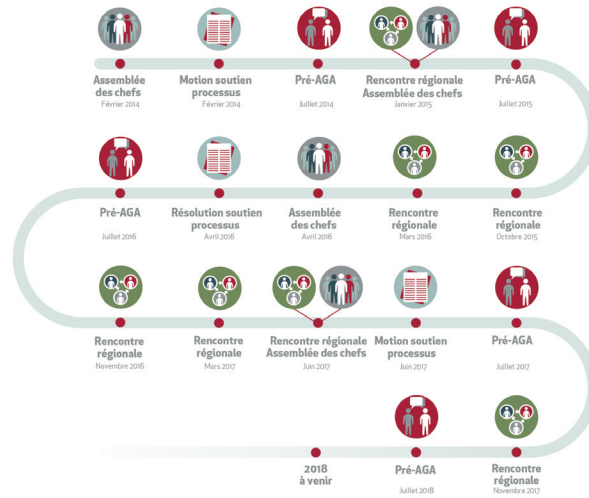 Assemblée
des chefs
Février 2014
Motion soutien
processus
Février 2014
Pré-AGA
Juillet 2014
Rencontre régionale
Assemblée des chefs
Janvier 2015
Pré-AGA
Juillet 2015
Rencontre
régionale
Octobre 2015
Rencontre
régionale
Mars 2016
Assemblée
des chefs
Avril 2016
Résolution soutien
processus
Avril 2016
Pré-AGA
Juillet 2016
Rencontre
régionale
Novembre 2016
Rencontre
régionale
Mars 2017
Rencontre régionale
Assemblée des chefs
Juin 2017
Motion soutien
processus
Juin 2017
Pré-AGA
Juillet 2017
Rencontre
régionale
Novembre 2017
Pré-AGA
Juillet 2018
2018
à venir